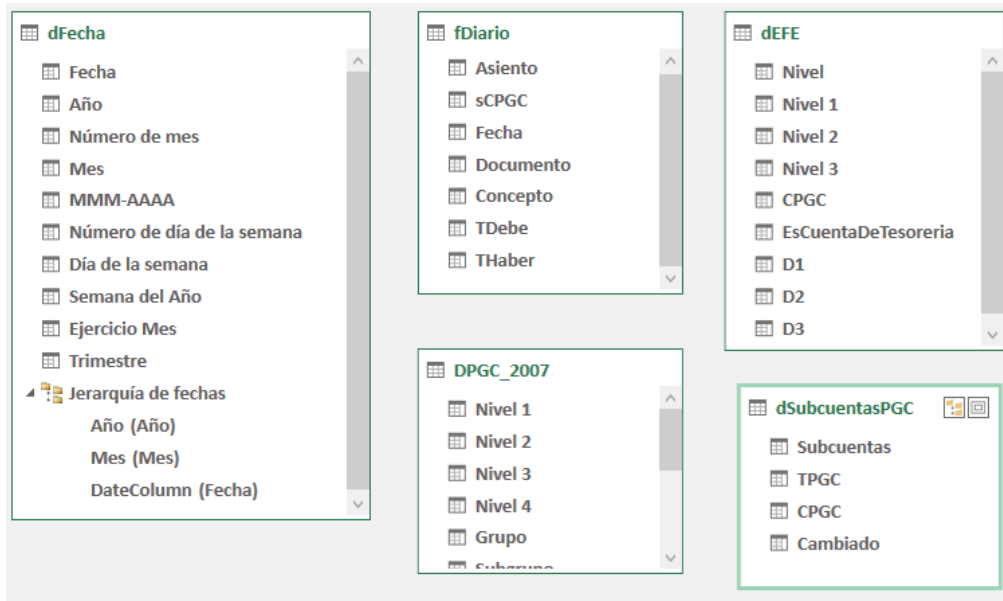 dFecha
Fecha
Año
Número de mes
Mes
MMM-AAAA
Número de día de la semana
Día de la semana
Semana del Año
Ejercicio Mes
Trimestre
Jerarquía de fechas
Año (Año)
Mes (Mes)
DateColumn (Fecha)
fDiario
Asiento
sCPGC
Fecha
Documento
Concepto
TDebe
THaber
DPGC_2007
Nivel 1
Nivel 2
Nivel 3
Nivel 4
Grupo
Subgrupo
dEFE
Nivel
Nivel 1
Nivel 2
Nivel 3
CPGC
EsCuentaDeTesoreria
D1
D2
D3
dSubcuentasPGC
Subcuentas
TPGC
CPGC
Cambiado